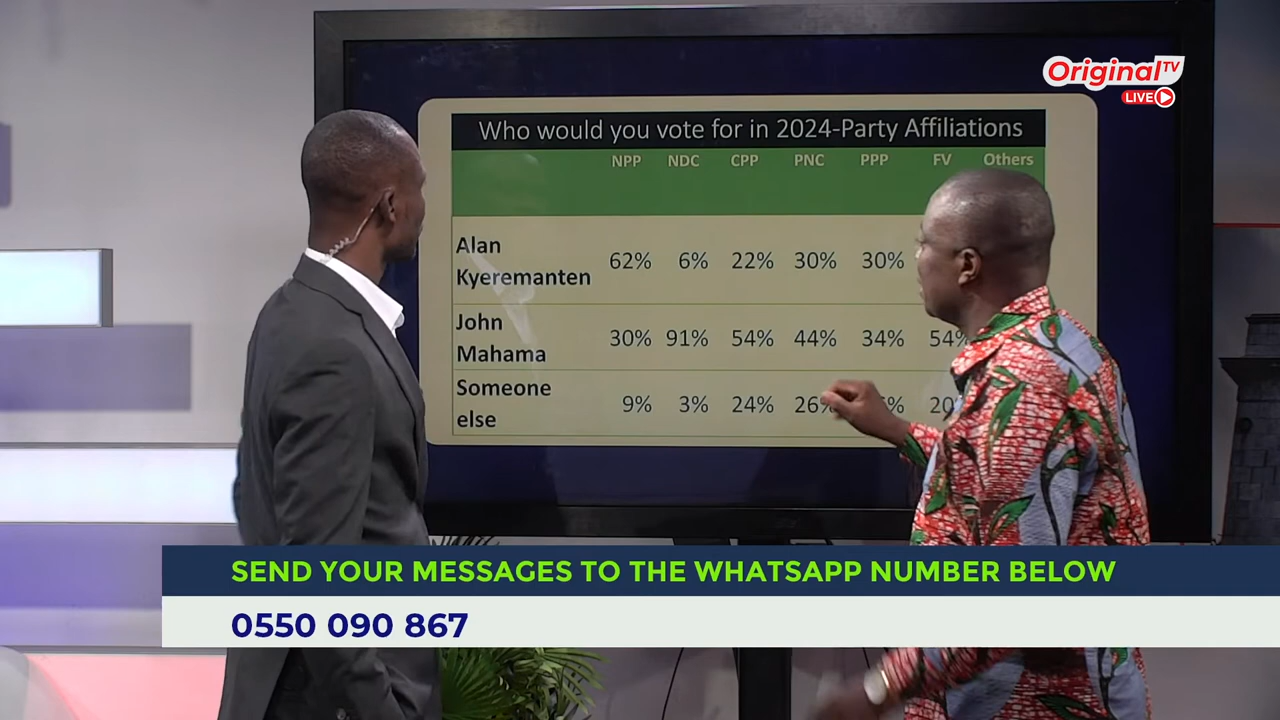 OriginalTV
LIVE
Who would you vote for in 2024-Party Affiliations
NPP NDC CPP PNC PPP FV Others
Alan
Kyeremanten 62% 6% 22% 30% 30%
John
Mahama 30% 91% 54% 44% 34% 54%
Someone
else 9% 3% 24% 26%
SEND YOUR MESSAGES TO THE WHATSAPP NUMBER BELOW
0550 090 867